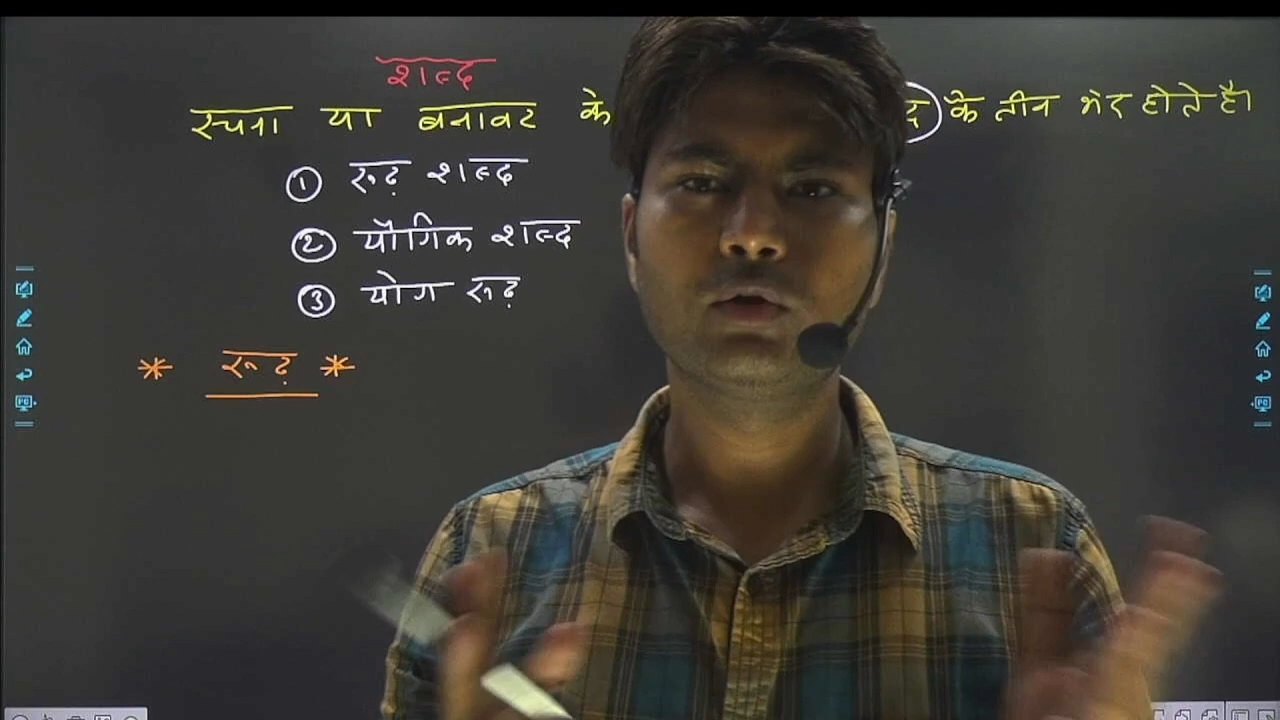 शब्द
रचना या बनावट के के तीन भेद होते है।
① रूढ़ शब्द
② यौगिक शब्द
③ योग रूढ़
* रूढ़ *